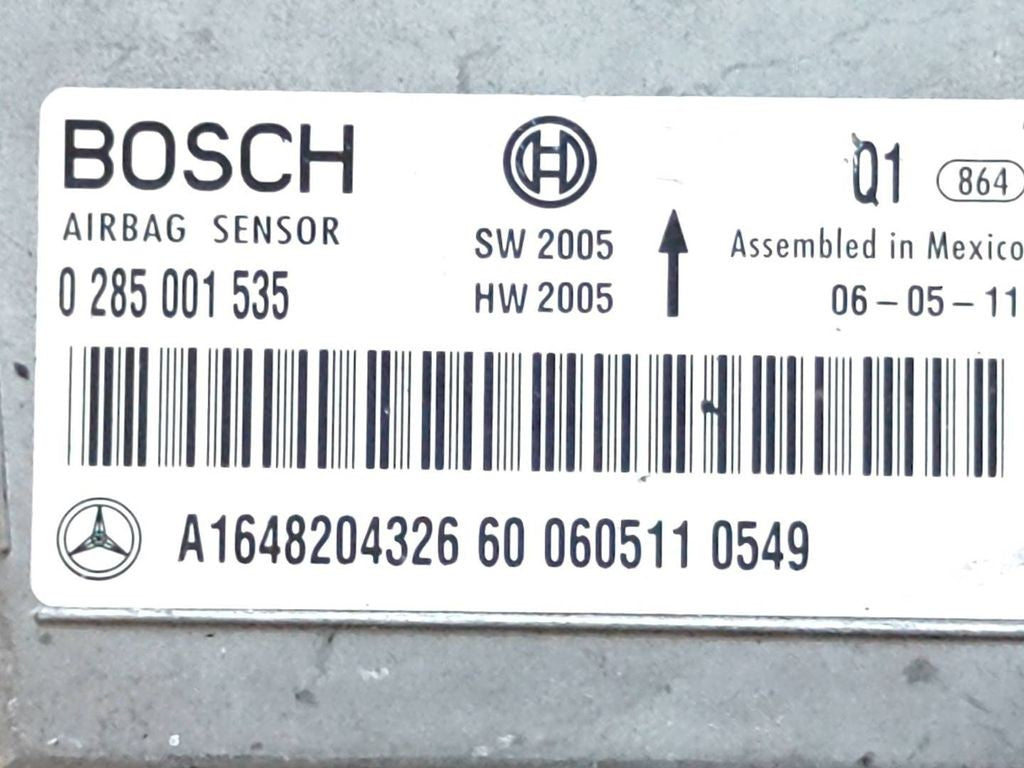 BOSCH
AIRBAG SENSOR
0 285 001 535
SW 2005
HW 2005
Q1 864
Assembled in Mexico
06-05-11
A1648204326 60 060511 0549